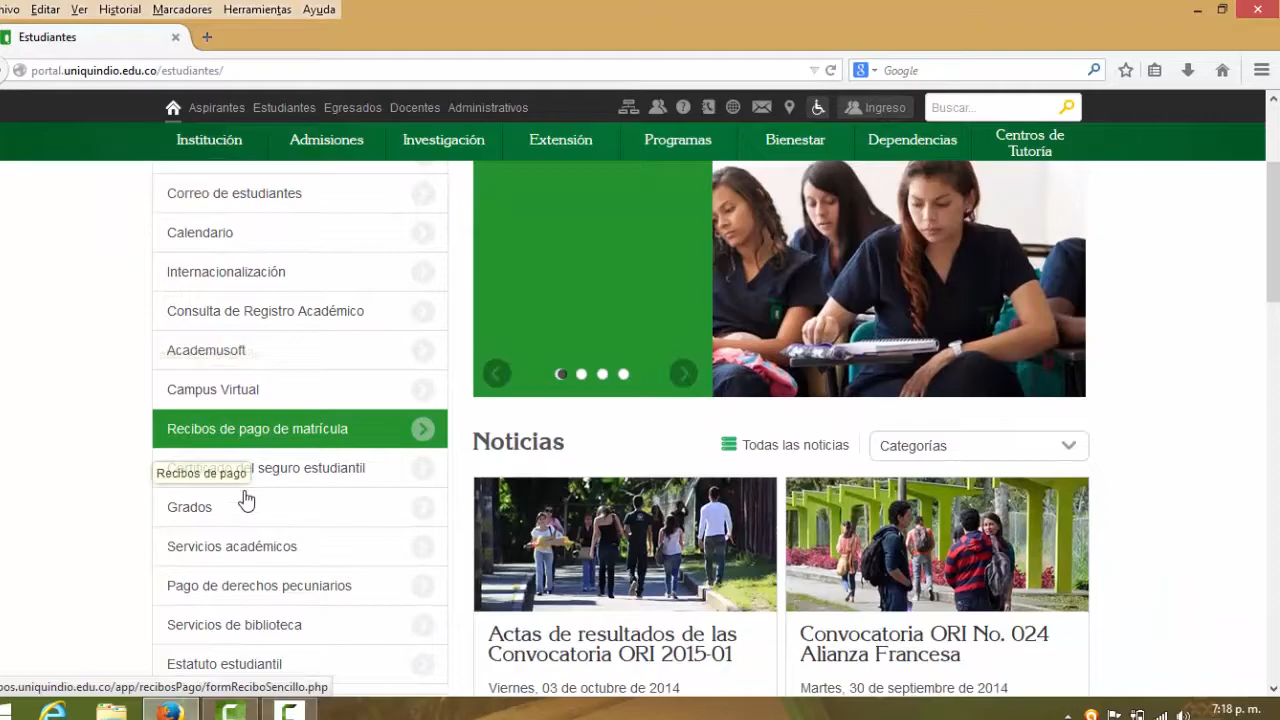 Editar Ver Historial Marcadores Herramientas Ayuda
Estudiantes
portal.uniquindio.edu.co/estudiantes/
Google
Aspirantes Estudiantes Egresados Docentes Administrativos
Ingreso
Buscar...
Institución Admisiones Investigación Extensión Programas Bienestar Dependencias Centros de
Tutoría
Correo de estudiantes
Calendario
Internacionalización
Consulta de Registro Académico
Academusoft
Campus Virtual
Recibos de pago de matrícula
seguro estudiantil
Recibos de pago
Grados
Servicios académicos
Pago de derechos pecuniarios
Servicios de biblioteca
Estatuto estudiantil
Noticias
Todas las noticias
Categorías
Actas de resultados de las
Convocatoria ORI 2015-01
Viernes, 03 de octubre de 2014
Convocatoria ORI No. 024
Alianza Francesa
Martes, 30 de septiembre de 2014
bos.uniquindio.edu.co/app/recibosPago/formReciboSencillo.php
7:18 p. m.